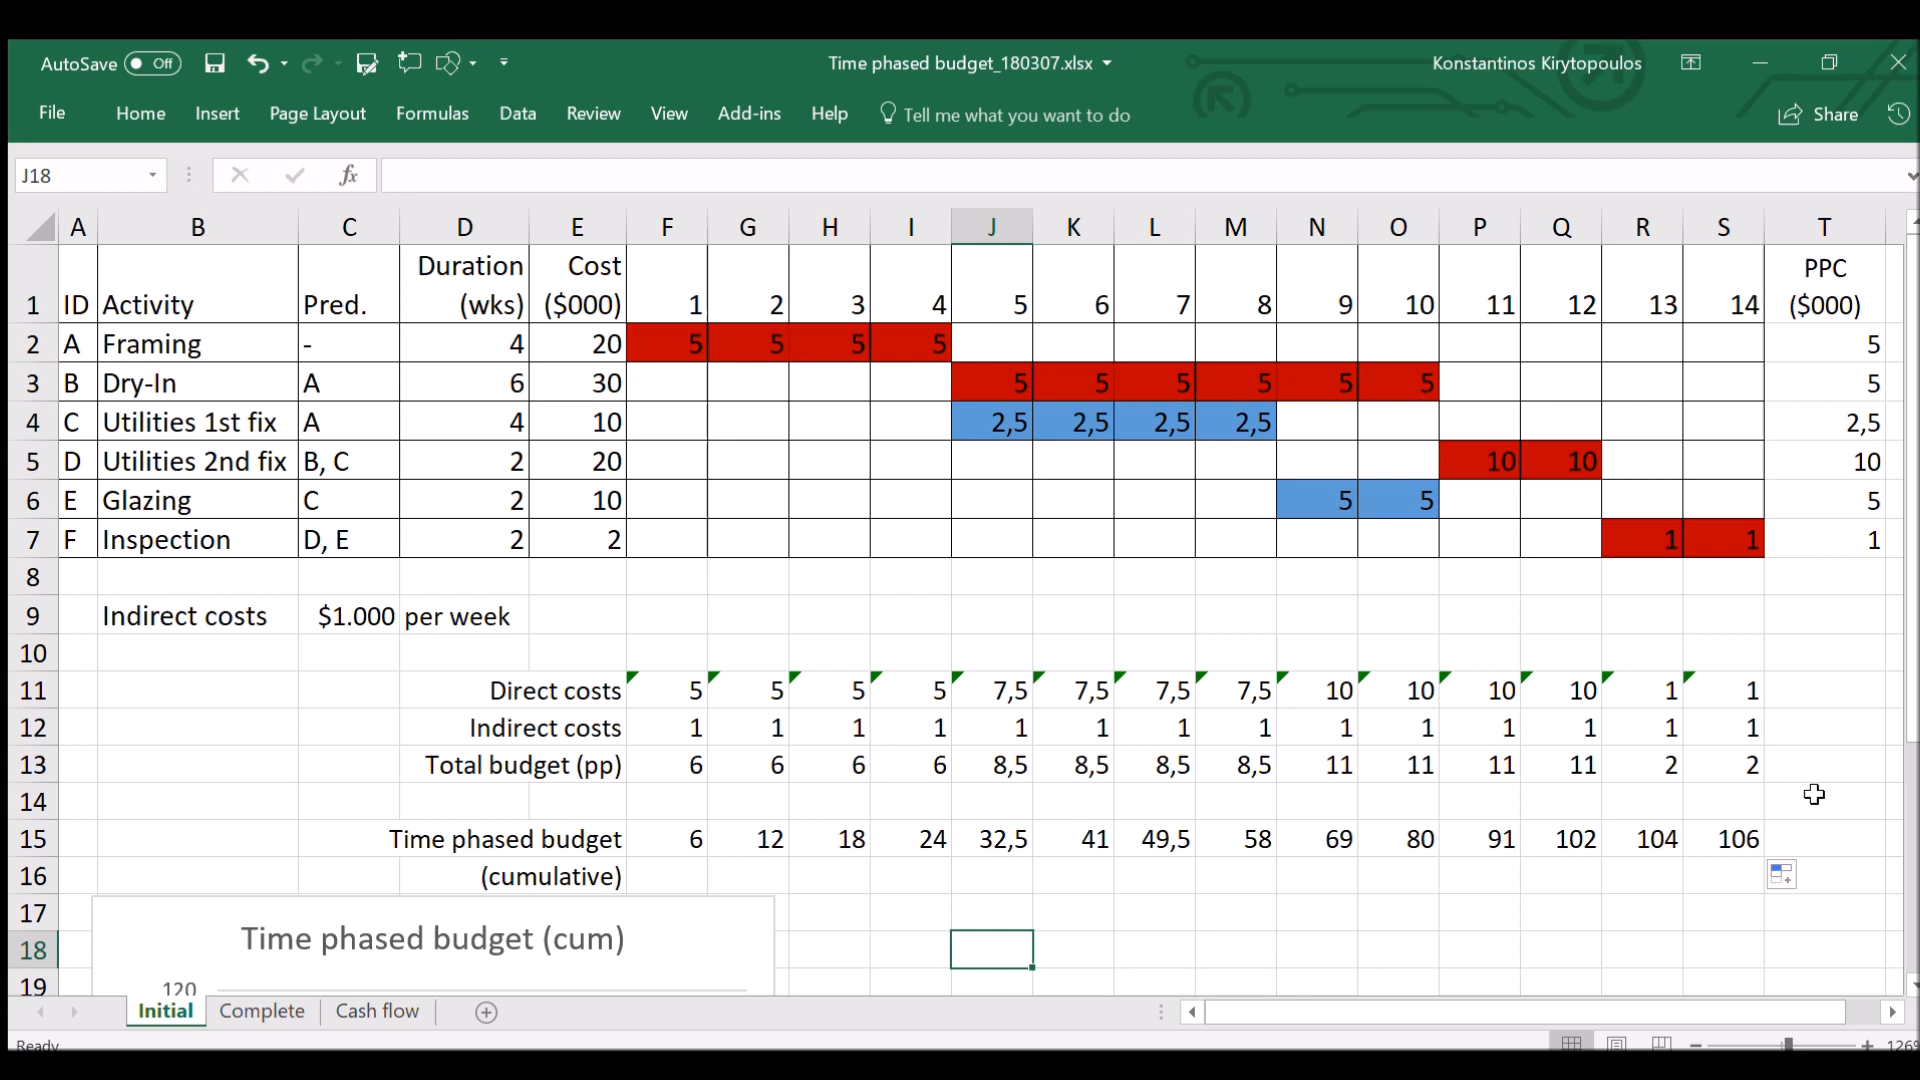 AutoSave Off
Time phased budget_180307.xlsx
Konstantinos Kirytopoulos
File Home Insert Page Layout Formulas Data Review View Add-ins Help Tell me what you want to do Share
J18 fx
A B C D E F G H I J K L M N O P Q R S T
Duration Cost PPC
1 ID Activity Pred. (wks) ($000) 1 2 3 4 5 6 7 8 9 10 11 12 13 14 ($000)
2 A Framing - 4 20 5 5 5 5 5
3 B Dry-In A 6 30 5 5 5 5 5 5 5
4 C Utilities 1st fix A 4 10 2,5 2,5 2,5 2,5 2,5
5 D Utilities 2nd fix B, C 2 20 10 10 10
6 E Glazing C 2 10 5 5 5
7 F Inspection D, E 2 2 1 1 1
8
9 Indirect costs $1.000 per week
10
11 Direct costs 5 5 5 5 7,5 7,5 7,5 7,5 10 10 10 10 1 1
12 Indirect costs 1 1 1 1 1 1 1 1 1 1 1 1 1 1
13 Total budget (pp) 6 6 6 6 8,5 8,5 8,5 8,5 11 11 11 11 2 2
14
15 Time phased budget 6 12 18 24 32,5 41 49,5 58 69 80 91 102 104 106
16 (cumulative)
17
18 Time phased budget (cum)
19 120
Initial Complete Cash flow
Ready 126%